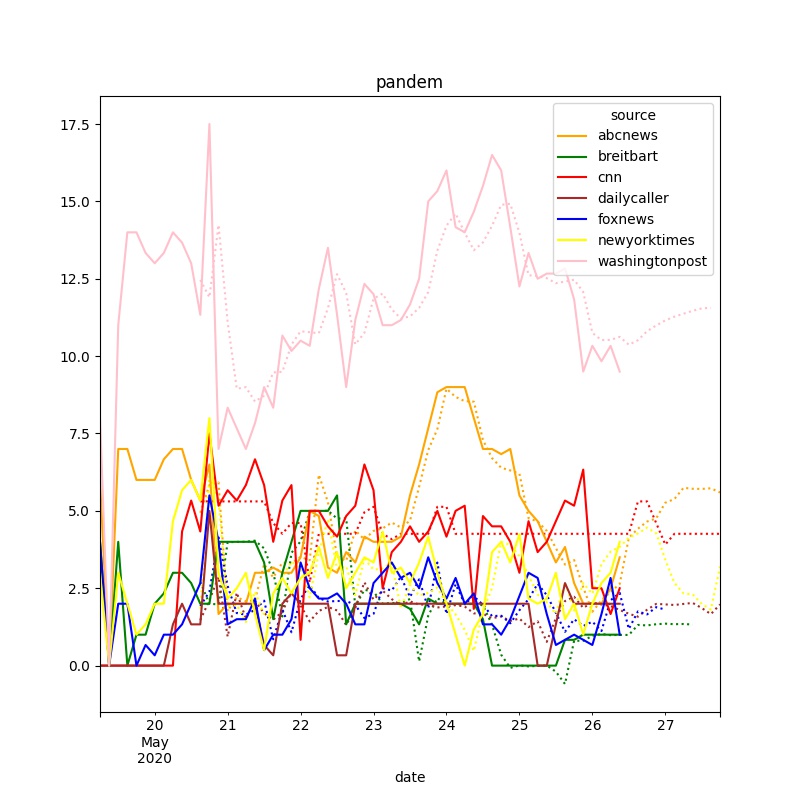 pandem
source
abcnews
breitbart
cnn
dailycaller
foxnews
newyorktimes
washingtonpost
17.5
15.0
12.5
10.0
7.5
5.0
2.5
0.0
20 21 22 23 24 25 26 27
May
2020
date